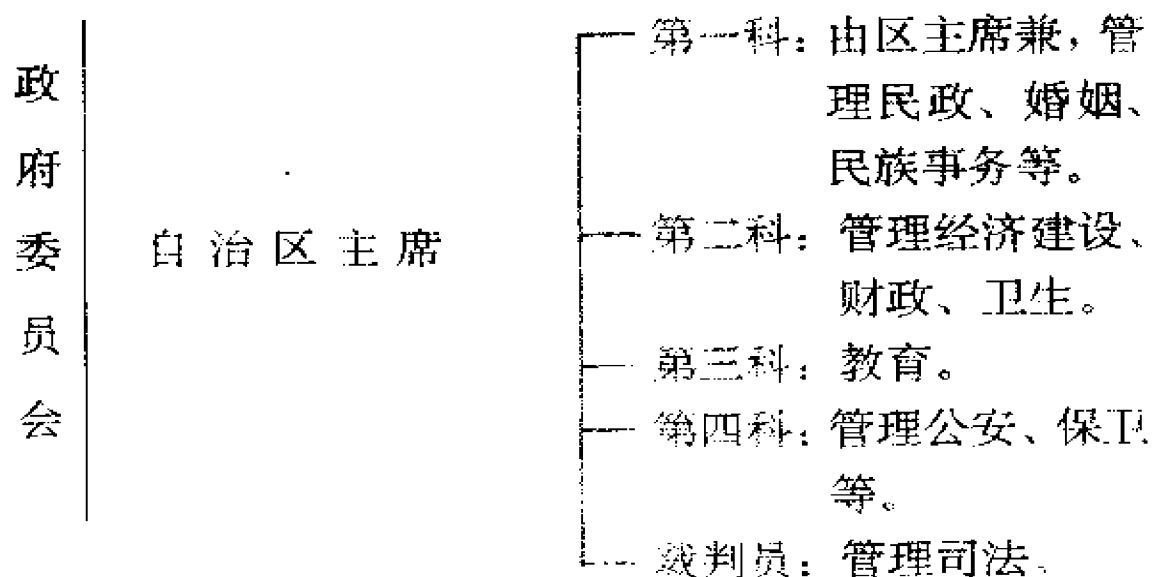 政府委员会
自治区主席
第一科：由区主席兼，管
理民政、婚姻、
民族事务等。
第二科：管理经济建设、
财政、卫生。
第三科：教育。
第四科：管理公安、保卫
等。
裁判员：管理司法。